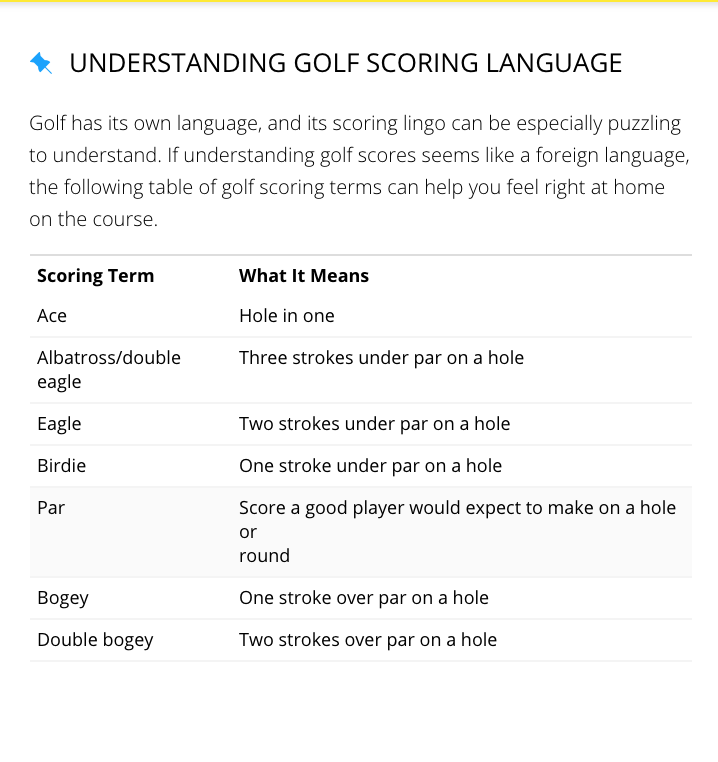 UNDERSTANDING GOLF SCORING LANGUAGE
Golf has its own language, and its scoring lingo can be especially puzzling
to understand. If understanding golf scores seems like a foreign language,
the following table of golf scoring terms can help you feel right at home
on the course.
Scoring Term What It Means
Ace Hole in one
Albatross/double Three strokes under par on a hole
eagle
Eagle Two strokes under par on a hole
Birdie One stroke under par on a hole
Par Score a good player would expect to make on a hole
or
round
Bogey One stroke over par on a hole
Double bogey Two strokes over par on a hole